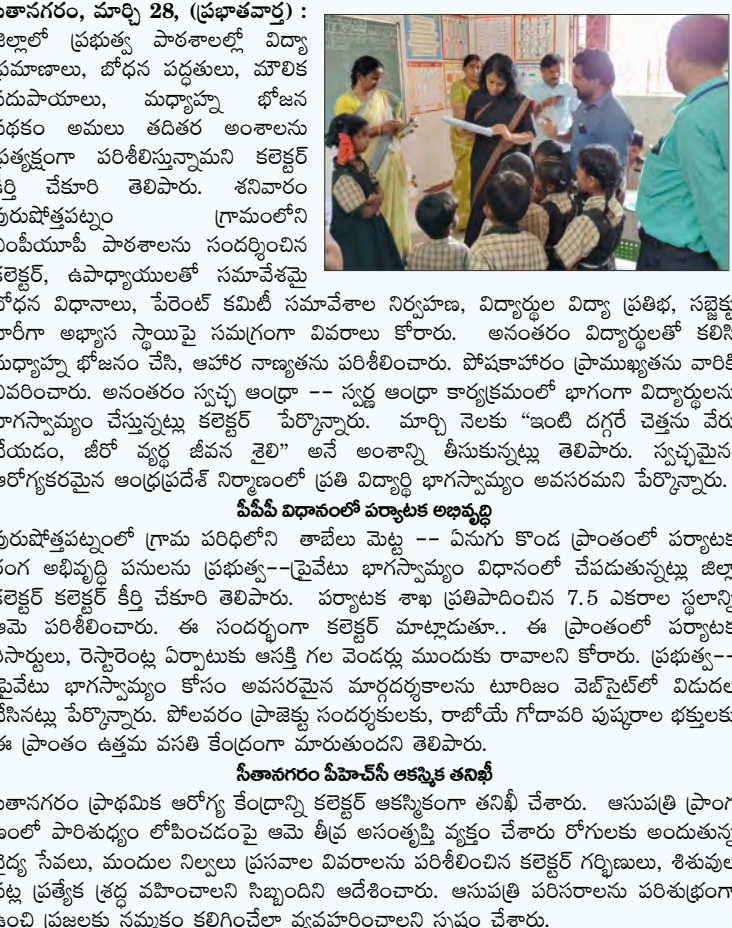 సీతానగరం, మార్చి 28, (ప్రభాతవార్త) :
జిల్లాలో ప్రభుత్వ పాఠశాలల్లో విద్యా
ప్రమాణాలు, బోధన పద్ధతులు, మౌలిక
సదుపాయాలు, మధ్యాహ్న భోజన
పథకం అమలు తదితర అంశాలను
ప్రత్యక్షంగా పరిశీలిస్తున్నామని కలెక్టర్
కీర్తి చేకూరి తెలిపారు. శనివారం
పురుషోత్తపట్నం గ్రామంలోని
ఎంపీయూపీ పాఠశాలను సందర్శించిన
కలెక్టర్, ఉపాధ్యాయులతో సమావేశమై
బోధన విధానాలు, పేరెంట్ కమిటీ సమావేశాల నిర్వహణ, విద్యార్థుల విద్యా ప్రతిభ, సబ్జెక్టు
వారీగా అభ్యాస స్థాయిపై సమగ్రంగా వివరాలు కోరారు. అనంతరం విద్యార్థులతో కలిసి
మధ్యాహ్న భోజనం చేసి, ఆహార నాణ్యతను పరిశీలించారు. పోషకాహారం ప్రాముఖ్యతను వారికి
వివరించారు. అనంతరం స్వచ్ఛ ఆంధ్రా -- స్వర్ణ ఆంధ్రా కార్యక్రమంలో భాగంగా విద్యార్థులను
భాగస్వామ్యం చేస్తున్నట్లు కలెక్టర్ పేర్కొన్నారు. మార్చి నెలకు “ఇంటి దగ్గరే చెత్తను వేరు
చేయడం, జీరో వ్యర్థ జీవన శైలి” అనే అంశాన్ని తీసుకున్నట్లు తెలిపారు. స్వచ్ఛమైన
ఆరోగ్యకరమైన ఆంధ్రప్రదేశ్ నిర్మాణంలో ప్రతి విద్యార్థి భాగస్వామ్యం అవసరమని పేర్కొన్నారు.
పీపీపీ విధానంలో పర్యాటక అభివృద్ధి
పురుషోత్తపట్నంలో గ్రామ పరిధిలోని తాబేలు మెట్ట -- ఏనుగు కొండ ప్రాంతంలో పర్యాటక
రంగ అభివృద్ధి పనులను ప్రభుత్వ--ప్రైవేటు భాగస్వామ్యం విధానంలో చేపడుతున్నట్లు జిల్లా
కలెక్టర్ కలెక్టర్ కీర్తి చేకూరి తెలిపారు. పర్యాటక శాఖ ప్రతిపాదించిన 7.5 ఎకరాల స్థలాన్ని
ఆమె పరిశీలించారు. ఈ సందర్భంగా కలెక్టర్ మాట్లాడుతూ.. ఈ ప్రాంతంలో పర్యాటక
రిసార్టులు, రెస్టారెంట్ల ఏర్పాటుకు ఆసక్తి గల వెండర్లు ముందుకు రావాలని కోరారు. ప్రభుత్వ--
ప్రైవేటు భాగస్వామ్యం కోసం అవసరమైన మార్గదర్శకాలను టూరిజం వెబ్‌సైట్‌లో విడుదల
చేసినట్లు పేర్కొన్నారు. పోలవరం ప్రాజెక్టు సందర్శకులకు, రాబోయే గోదావరి పుష్కరాల భక్తులకు
ఈ ప్రాంతం ఉత్తమ వసతి కేంద్రంగా మారుతుందని తెలిపారు.
సీతానగరం పీహెచ్‌సీ ఆకస్మిక తనిఖీ
సీతానగరం ప్రాథమిక ఆరోగ్య కేంద్రాన్ని కలెక్టర్ ఆకస్మికంగా తనిఖీ చేశారు. ఆసుపత్రి ప్రాంగ
ణంలో పారిశుధ్యం లోపించడంపై ఆమె తీవ్ర అసంతృప్తి వ్యక్తం చేశారు రోగులకు అందుతున్న
వైద్య సేవలు, మందుల నిల్వలు ప్రసవాల వివరాలను పరిశీలించిన కలెక్టర్ గర్భిణులు, శిశువుల
పట్ల ప్రత్యేక శ్రద్ధ వహించాలని సిబ్బందిని ఆదేశించారు. ఆసుపత్రి పరిసరాలను పరిశుభ్రంగా
ఉంచి ప్రజలకు నమ్మకం కలిగించేలా వ్యవహరించాలని స్పష్టం చేశారు.